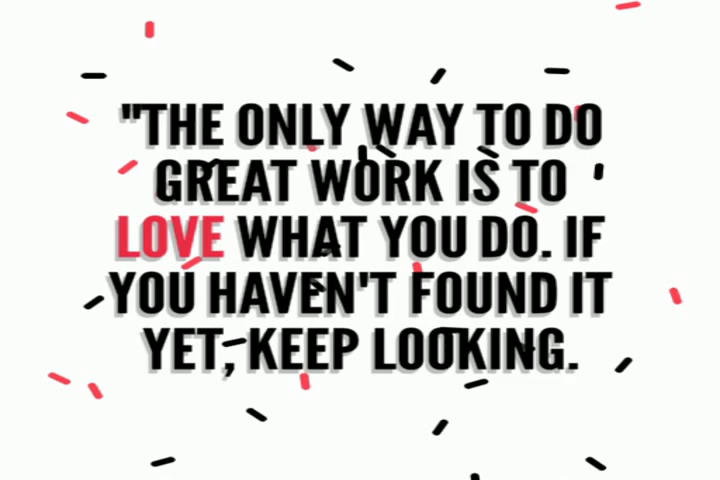 "THE ONLY WAY TO DO
GREAT WORK IS TO
LOVE WHAT YOU DO. IF
YOU HAVEN'T FOUND IT
YET, KEEP LOOKING.